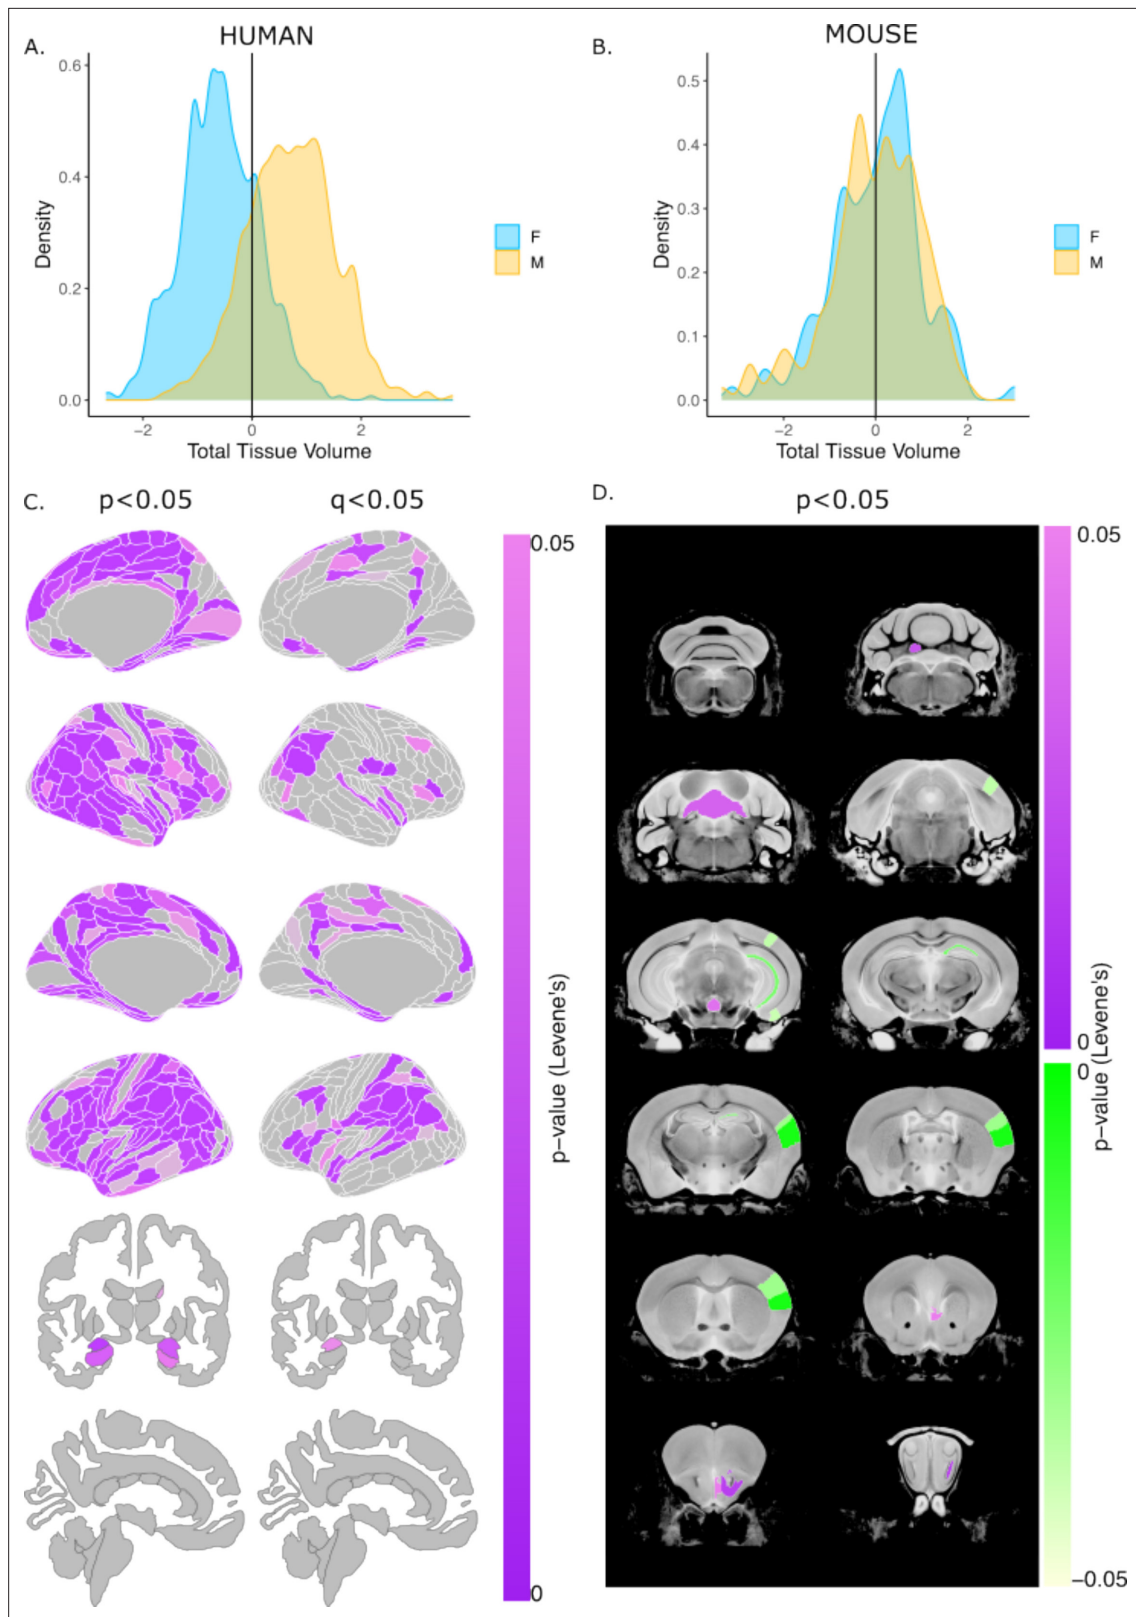 A.
HUMAN
0.6
0.4
0.2
0.0
Density
−2
0
2
Total Tissue Volume
F
M
B.
MOUSE
0.5
0.4
0.3
0.2
0.1
0.0
Density
−2
0
2
Total Tissue Volume
F
M
C.
p<0.05
q<0.05
0.05
p−value (Levene's)
0
D.
p<0.05
0.05
0
p−value (Levene's)
0
−0.05